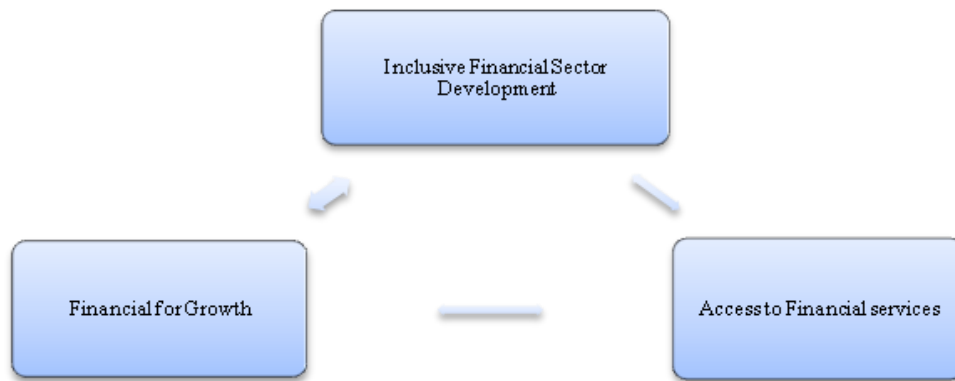 Inclusive Financial Sector
Development
Financial for Growth
Access to Financial services